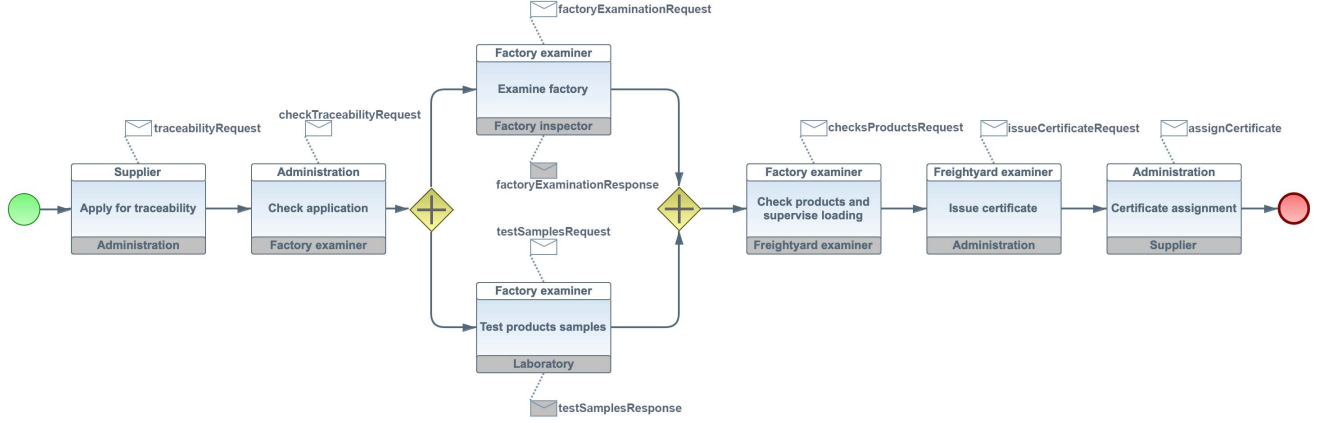 traceabilityRequest
Supplier
Apply for traceability
Administration
checkTraceabilityRequest
Administration
Check application
Factory examiner
factoryExaminationRequest
Factory examiner
Examine factory
Factory inspector
factoryExaminationResponse
testSamplesRequest
Factory examiner
Test products samples
Laboratory
testSamplesResponse
checksProductsRequest
Factory examiner
Check products and
supervise loading
Freightyard examiner
issueCertificateRequest
Freightyard examiner
Issue certificate
Administration
assignCertificate
Administration
Certificate assignment
Supplier